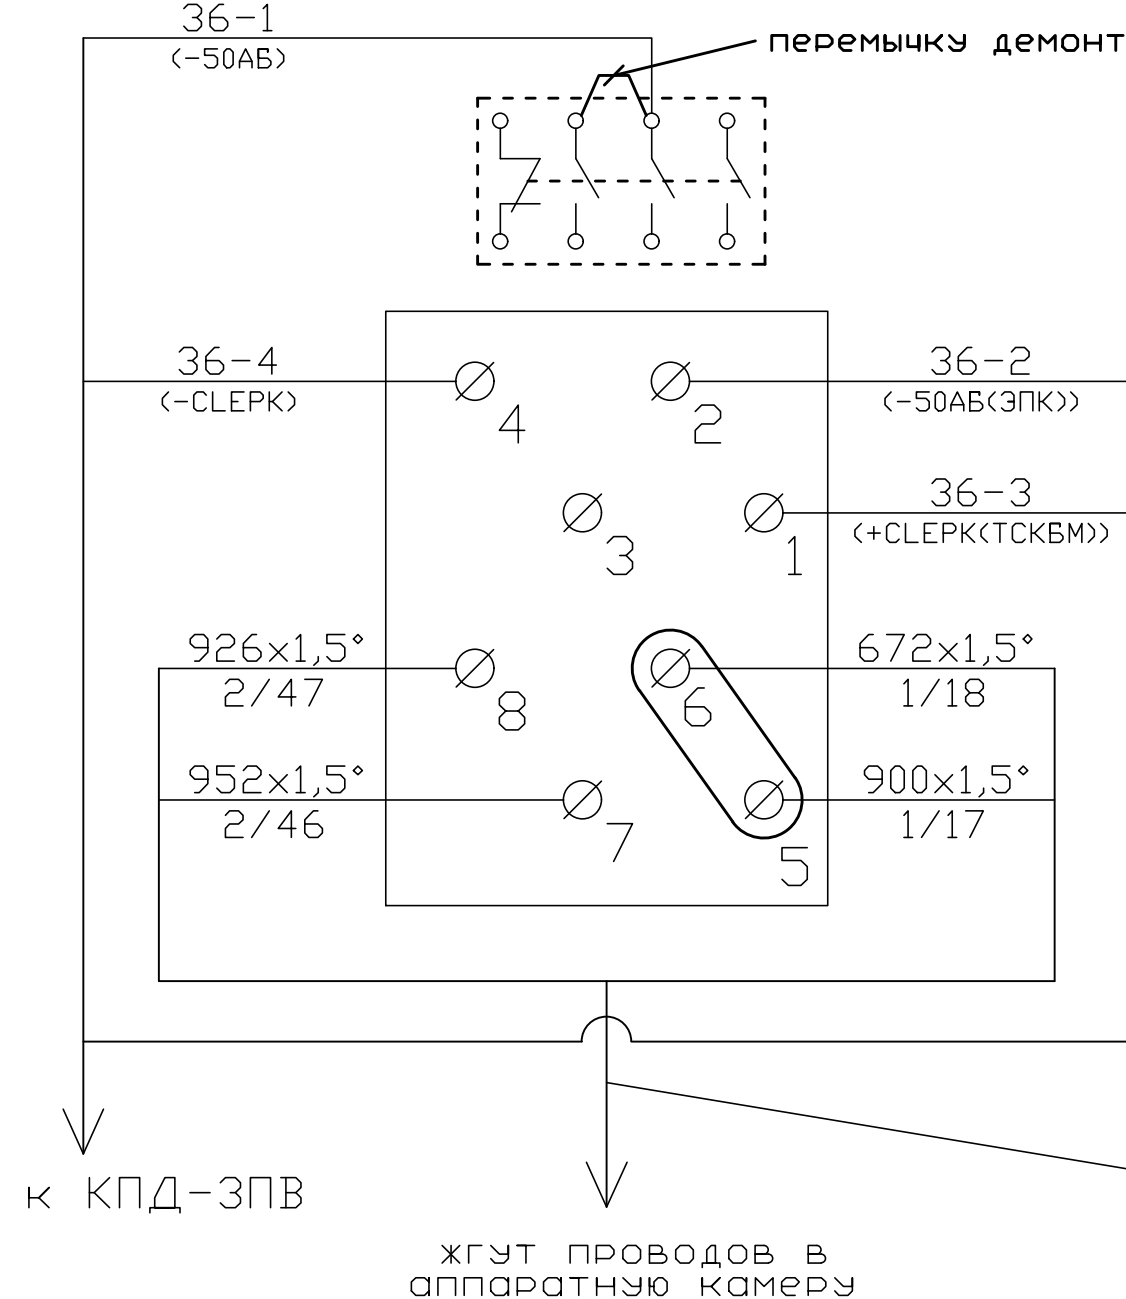 36-1
(-50АБ)
перемычку демонт
36-4
(-CLEPK)
36-2
(-50АБ(ЭПК))
4
2
36-3
(+CLEPK(ТСКБМ))
3
1
926х1,5°
2/47
672х1,5°
1/18
8
6
952х1,5°
2/46
900х1,5°
1/17
7
5
к КПД-3ПВ
жгут проводов в
аппаратную камеру